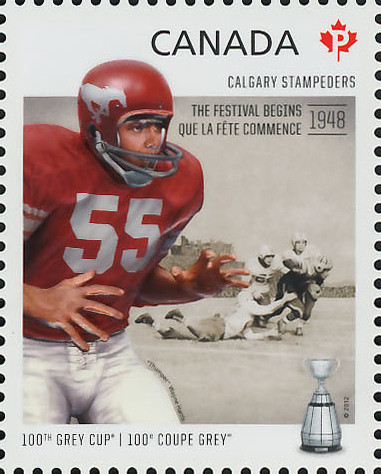 CANADA
P
CALGARY STAMPEDERS
THE FESTIVAL BEGINS
QUE LA FÊTE COMMENCE
1948
55
© 2012
100TH GREY CUP® | 100e COUPE GREY™